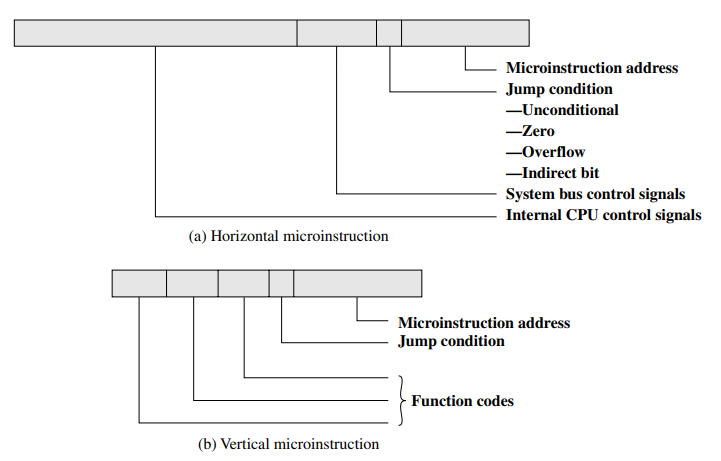 Microinstruction address
Jump condition
—Unconditional
—Zero
—Overflow
—Indirect bit
System bus control signals
Internal CPU control signals
(a) Horizontal microinstruction
Microinstruction address
Jump condition
Function codes
(b) Vertical microinstruction